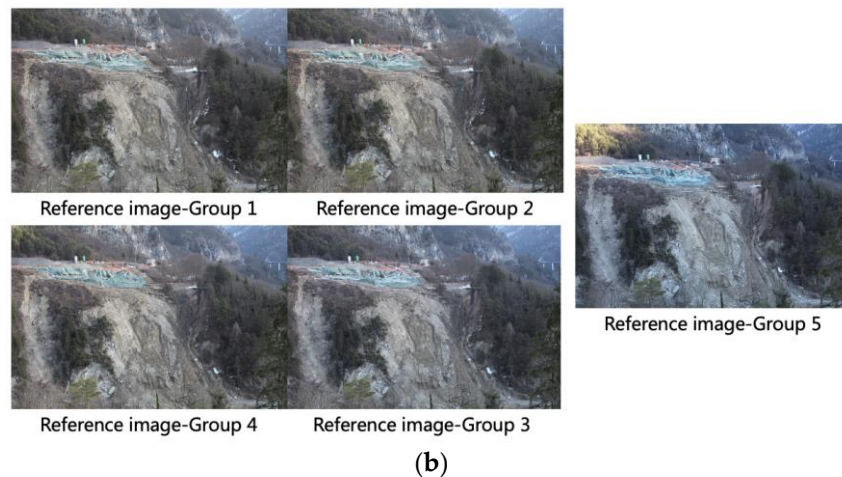 Reference image-Group 1
Reference image-Group 2
Reference image-Group 5
Reference image-Group 4
Reference image-Group 3
(b)